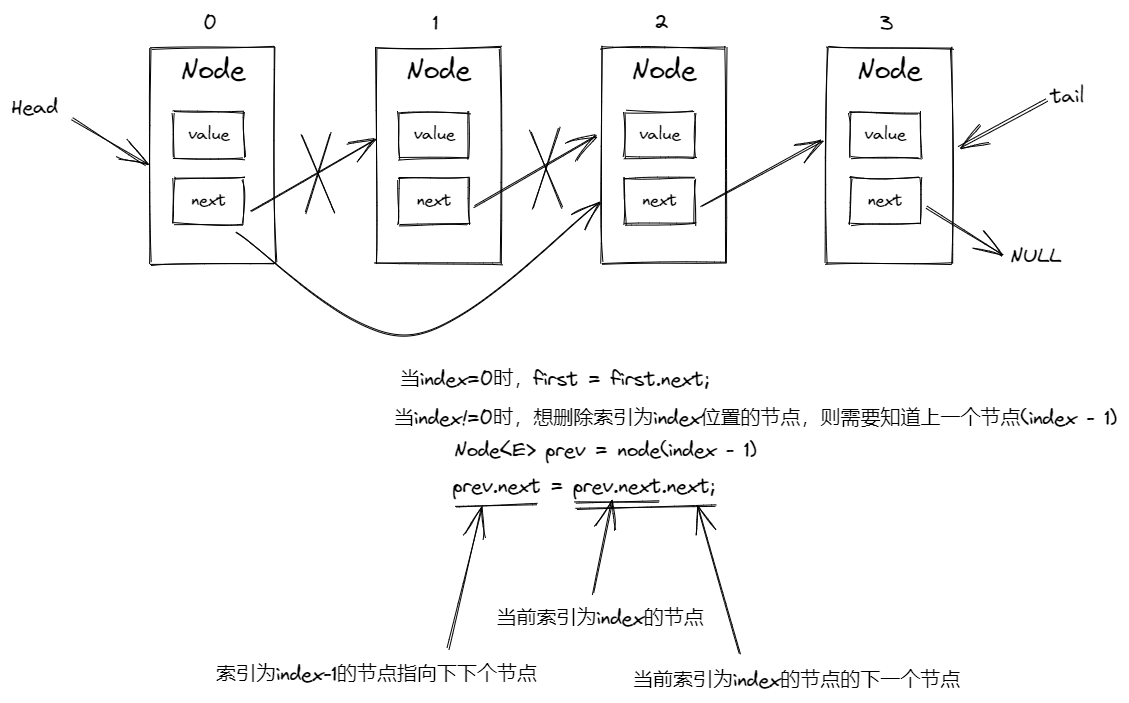 0 1 2 3
Node Node Node Node
Head
tail
value value value value
next next next next
NULL
当index=0时，first = first.next;
当index!=0时，想删除索引为index位置的节点，则需要知道上一个节点(index - 1)
Node<E> prev = node(index - 1)
prev.next = prev.next.next;
当前索引为index的节点
索引为index-1的节点指向下下个节点
当前索引为index的节点的下一个节点